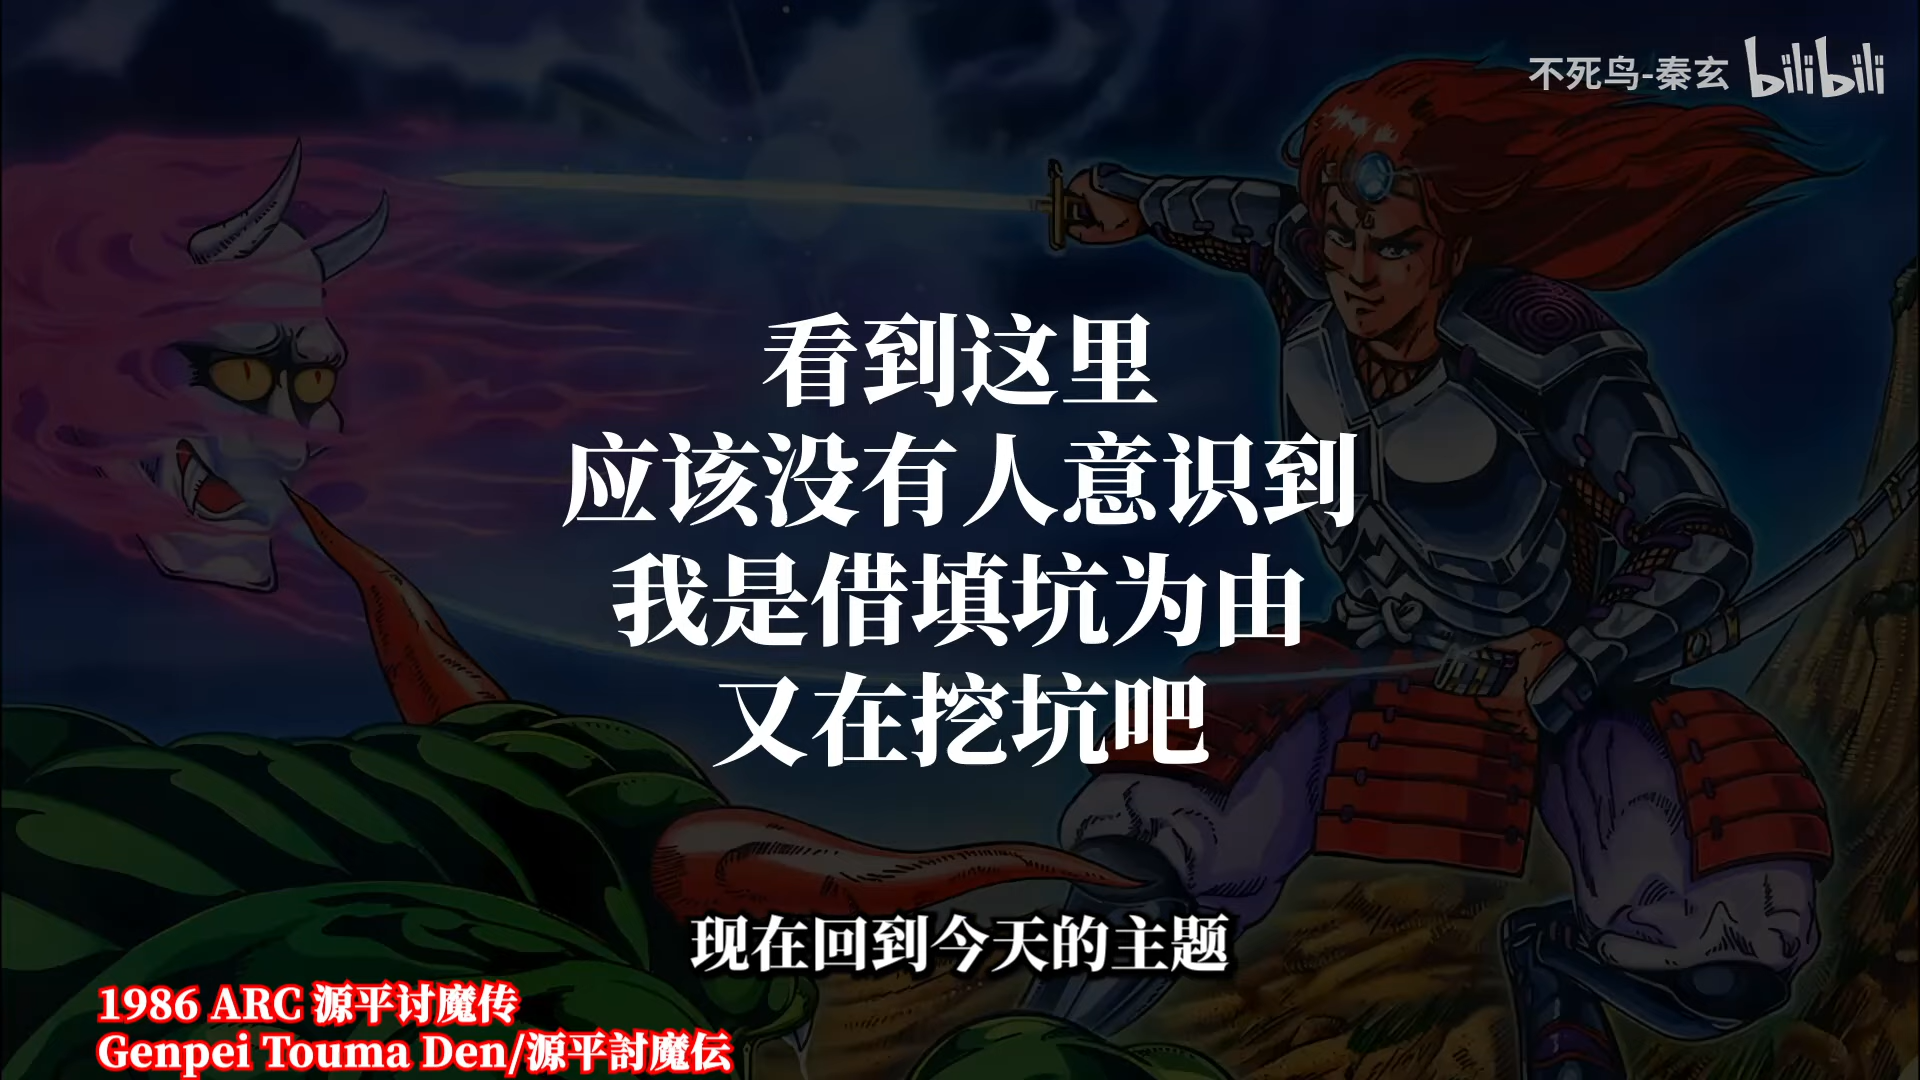 不死鸟-秦玄 bilibili
看到这里
应该没有人意识到
我是借填坑为由
又在挖坑吧
现在回到今天的主题
1986 ARC 源平讨魔传
Genpei Touma Den/源平討魔伝